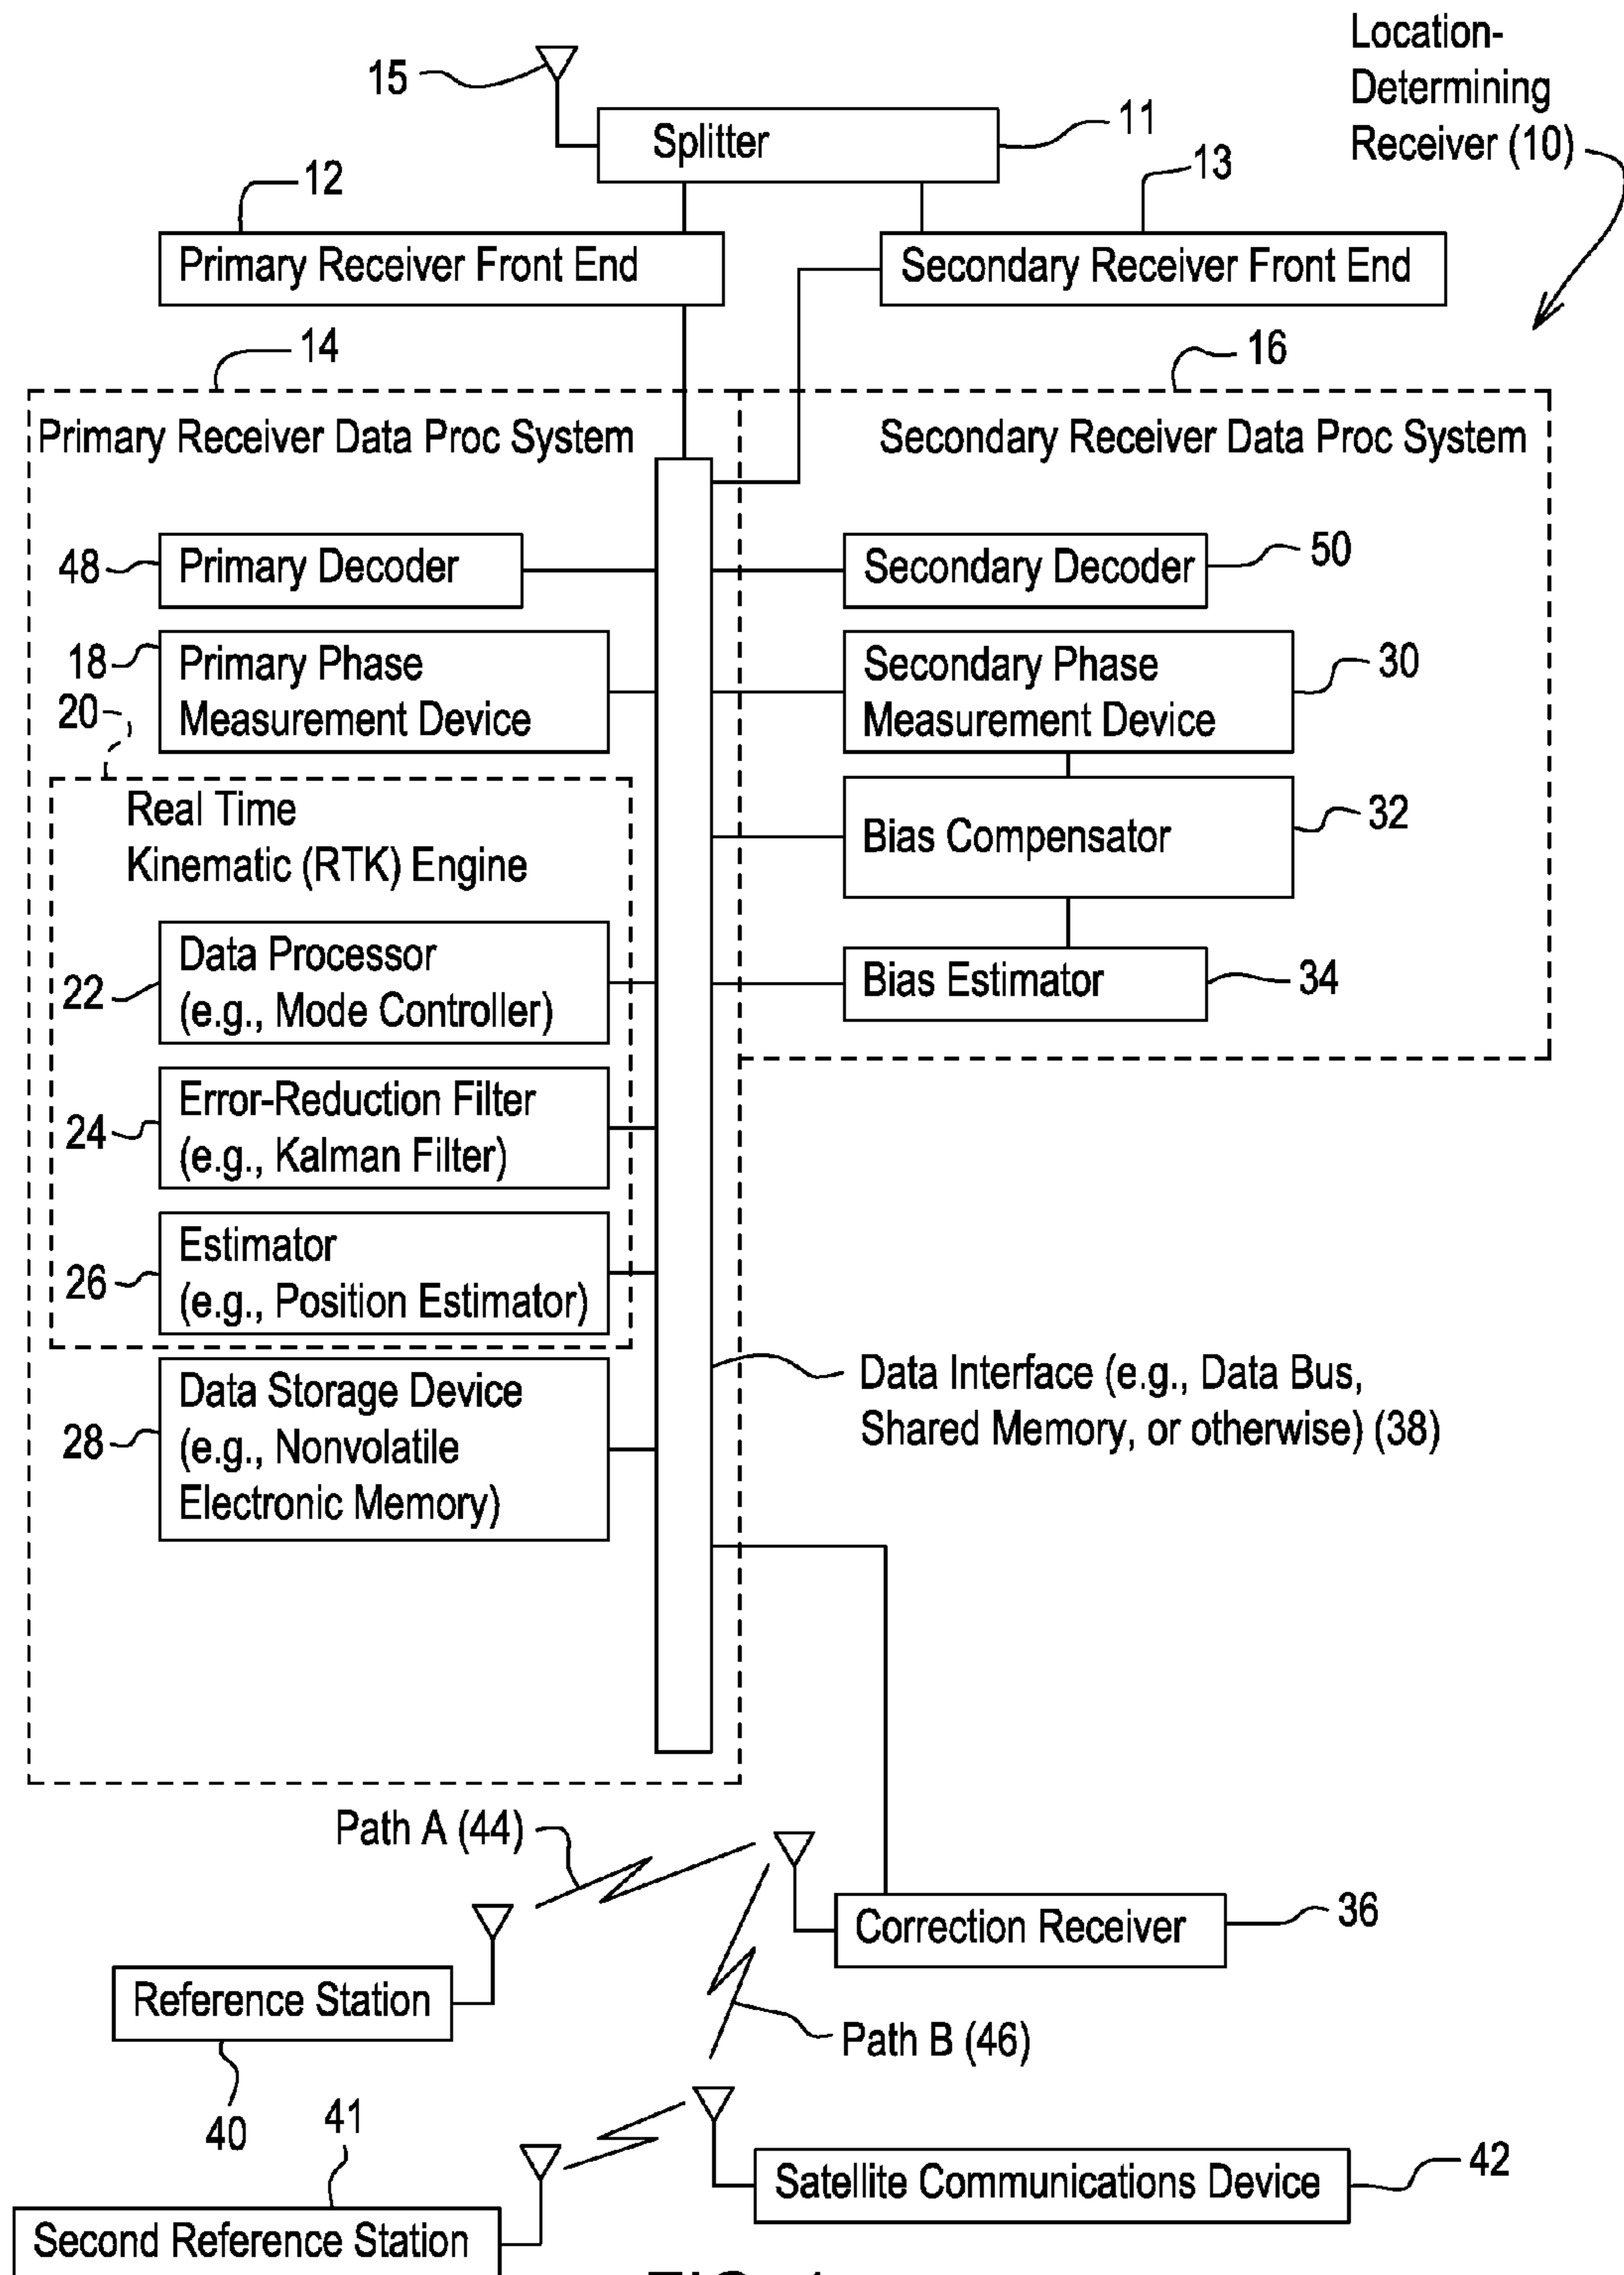 Location-
Determining
Receiver (10)
15
Splitter
11
12
13
Primary Receiver Front End
Secondary Receiver Front End
14
16
Primary Receiver Data Proc System
Secondary Receiver Data Proc System
48
Primary Decoder
Secondary Decoder
50
18
Primary Phase
Measurement Device
Secondary Phase
Measurement Device
30
20
Real Time
Kinematic (RTK) Engine
Bias Compensator
32
22
Data Processor
(e.g., Mode Controller)
Bias Estimator
34
24
Error-Reduction Filter
(e.g., Kalman Filter)
26
Estimator
(e.g., Position Estimator)
28
Data Storage Device
(e.g., Nonvolatile
Electronic Memory)
Data Interface (e.g., Data Bus,
Shared Memory, or otherwise) (38)
Path A (44)
Correction Receiver
36
Reference Station
40
Path B (46)
41
Satellite Communications Device
42
Second Reference Station